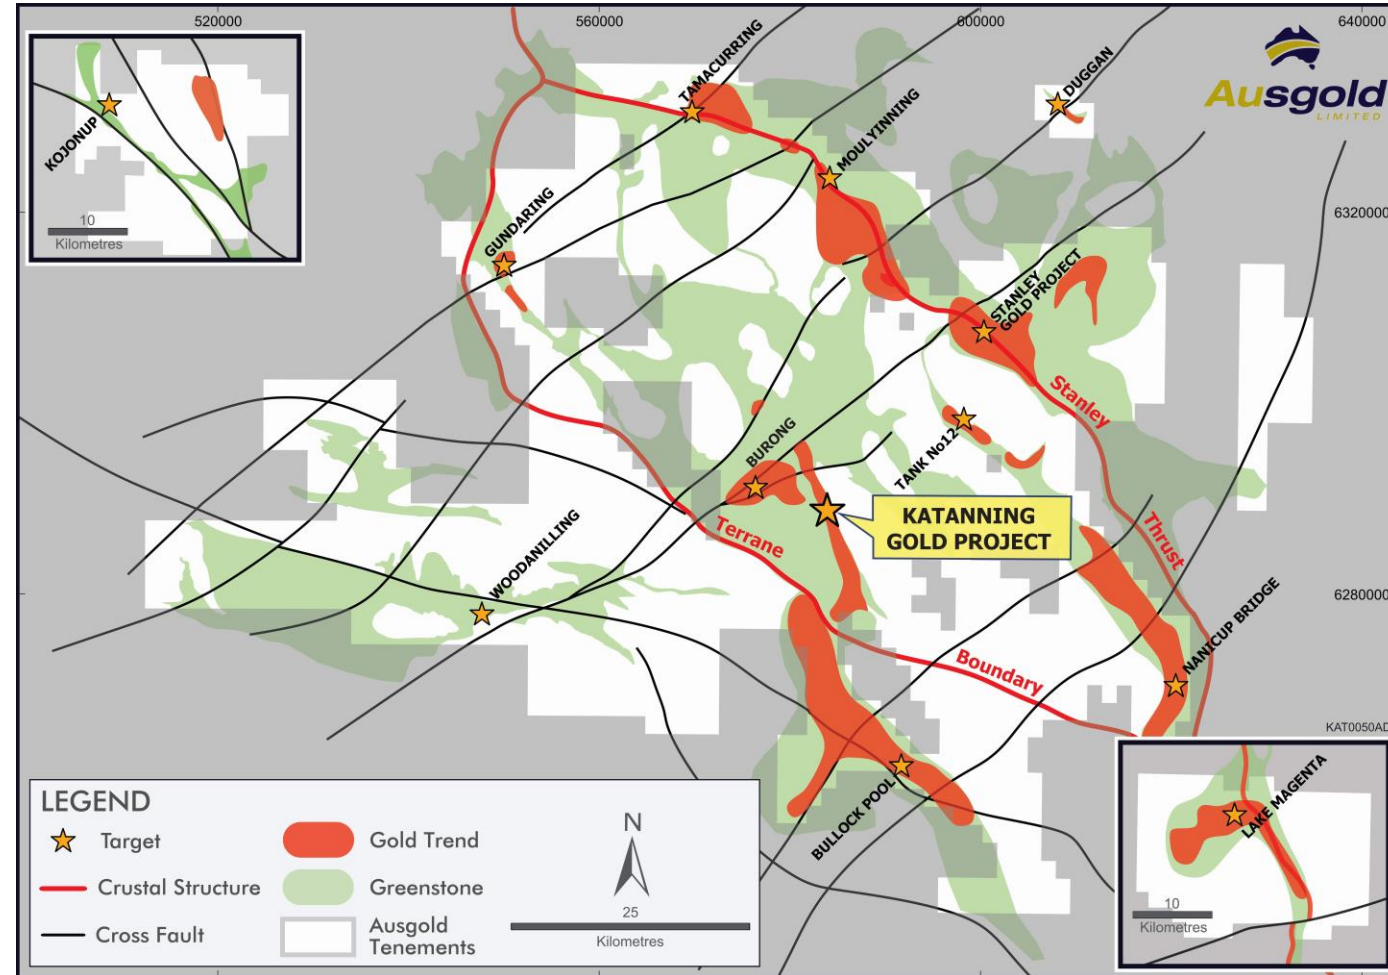 520000
560000
600000
640000
KOJONUP
10
Kilometres
TAMACURRING
MOULYINNING
DUGGAN
Ausgold
LIMITED
6320000
GUNDARING
STANLEY
GOLD PROJECT
Stanley
BURONG
TANK No12
KATANNING
GOLD PROJECT
Terrane
Thrust
WOODANILLING
6280000
NANICUP BRIDGE
Boundary
KAT0050AD
BULLOCK POOL
LAKE MAGENTA
10
Kilometres
LEGEND
Target
Gold Trend
Crustal Structure
Greenstone
Cross Fault
Ausgold
Tenements
N
25
Kilometres